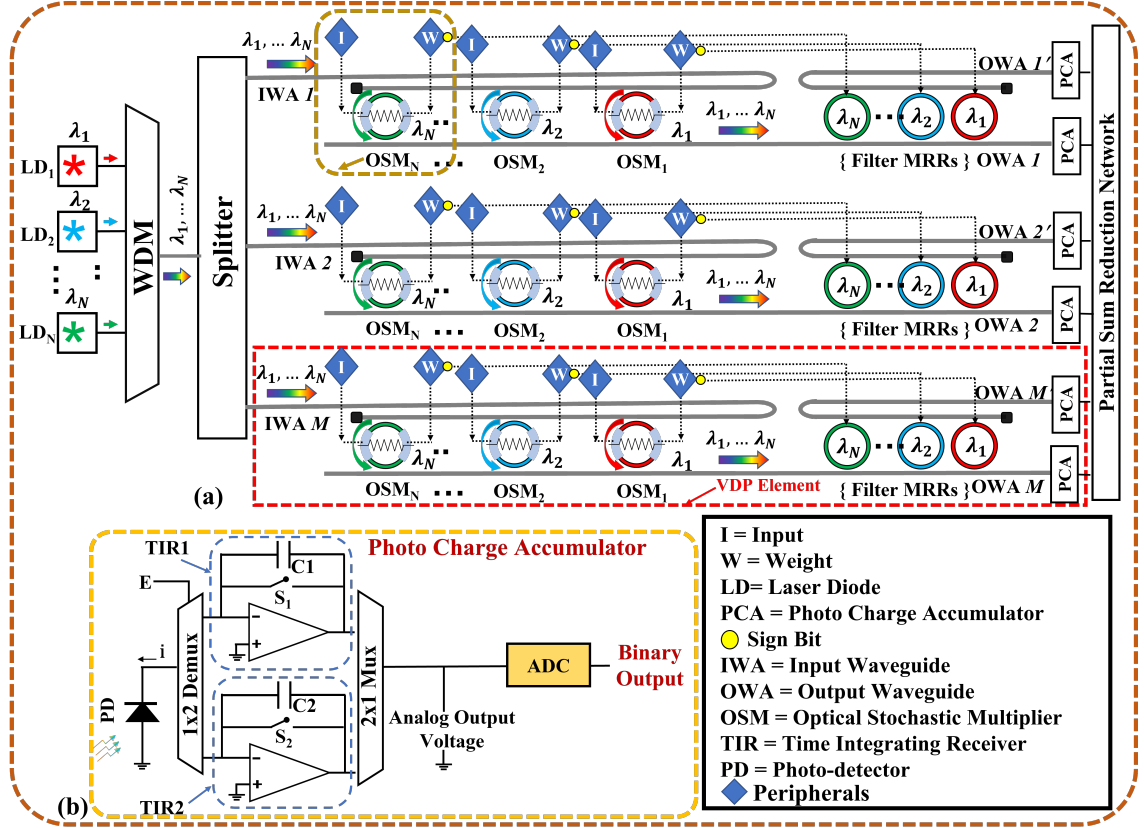 λ1, ... λN
I W I W I W
IWA 1
OWA 1′
PCA
λN λ2 λ1
λ1, ... λN
λN ... λ2 λ1
OSMN ... OSM2 OSM1
{ Filter MRRs } OWA 1
PCA
λ1, ... λN
I W I W I W
IWA 2
OWA 2′
PCA
λN λ2 λ1
λ1, ... λN
λN ... λ2 λ1
OSMN ... OSM2 OSM1
{ Filter MRRs } OWA 2
PCA
λ1, ... λN
I W I W I W
IWA M
OWA M′
PCA
λN λ2 λ1
λ1, ... λN
λN ... λ2 λ1
OSMN ... OSM2 OSM1
{ Filter MRRs } OWA M
PCA
VDP Element
Partial Sum Reduction Network
λ1
LD1 *
λ2
LD2 *
λN
LDN *
WDM
λ1, ... λN
Splitter
(a)
Photo Charge Accumulator
TIR1
C1
S1
E
i
PD
1x2 Demux
C2
S2
TIR2
2x1 Mux
Analog Output
Voltage
ADC
Binary
Output
(b)
I = Input
W = Weight
LD= Laser Diode
PCA = Photo Charge Accumulator
Sign Bit
IWA = Input Waveguide
OWA = Output Waveguide
OSM = Optical Stochastic Multiplier
TIR = Time Integrating Receiver
PD = Photo-detector
Peripherals